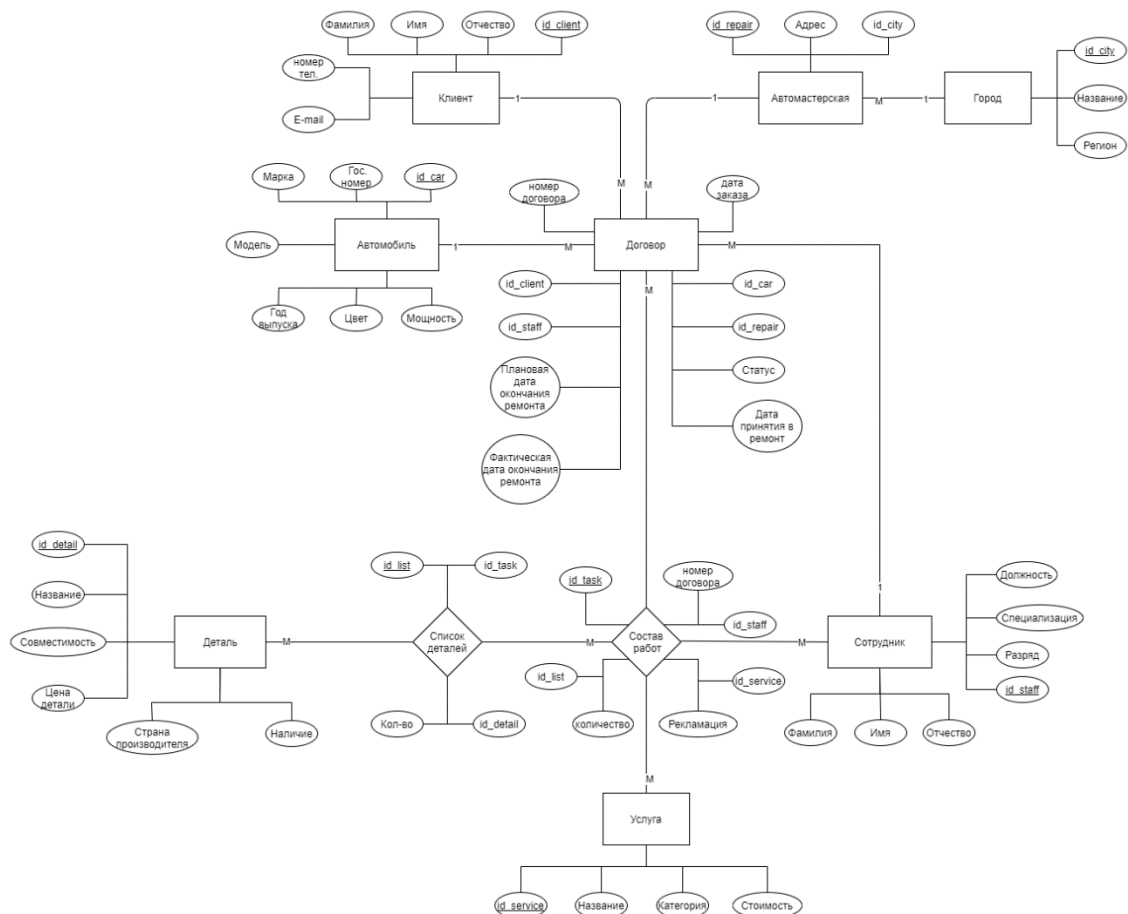 Фамилия
Имя
Отчество
id_client
id_repair
Адрес
id_city
номер
тел.
Клиент
1
1
Автомастерская
М
1
Город
id_city
E-mail
Название
Регион
Марка
Гос.
номер
id_car
М
М
номер
договора
дата
заказа
Модель
Автомобиль
1
М
Договор
М
id_client
М
id_car
Год
выпуска
Цвет
Мощность
id_staff
id_repair
Плановая
дата
окончания
ремонта
Статус
Дата
принятия в
ремонт
Фактическая
дата окончания
ремонта
id_detail
id_list
id_task
id_task
номер
договора
Должность
1
Название
Специализация
id_staff
Совместимость
Деталь
М
Список
деталей
М
Состав
работ
М
Сотрудник
Разряд
id_list
id_service
id_staff
Цена
детали
Страна
производителя
Наличие
Кол-во
id_detail
количество
Рекламация
Фамилия
Имя
Отчество
М
Услуга
id_service
Название
Категория
Стоимость